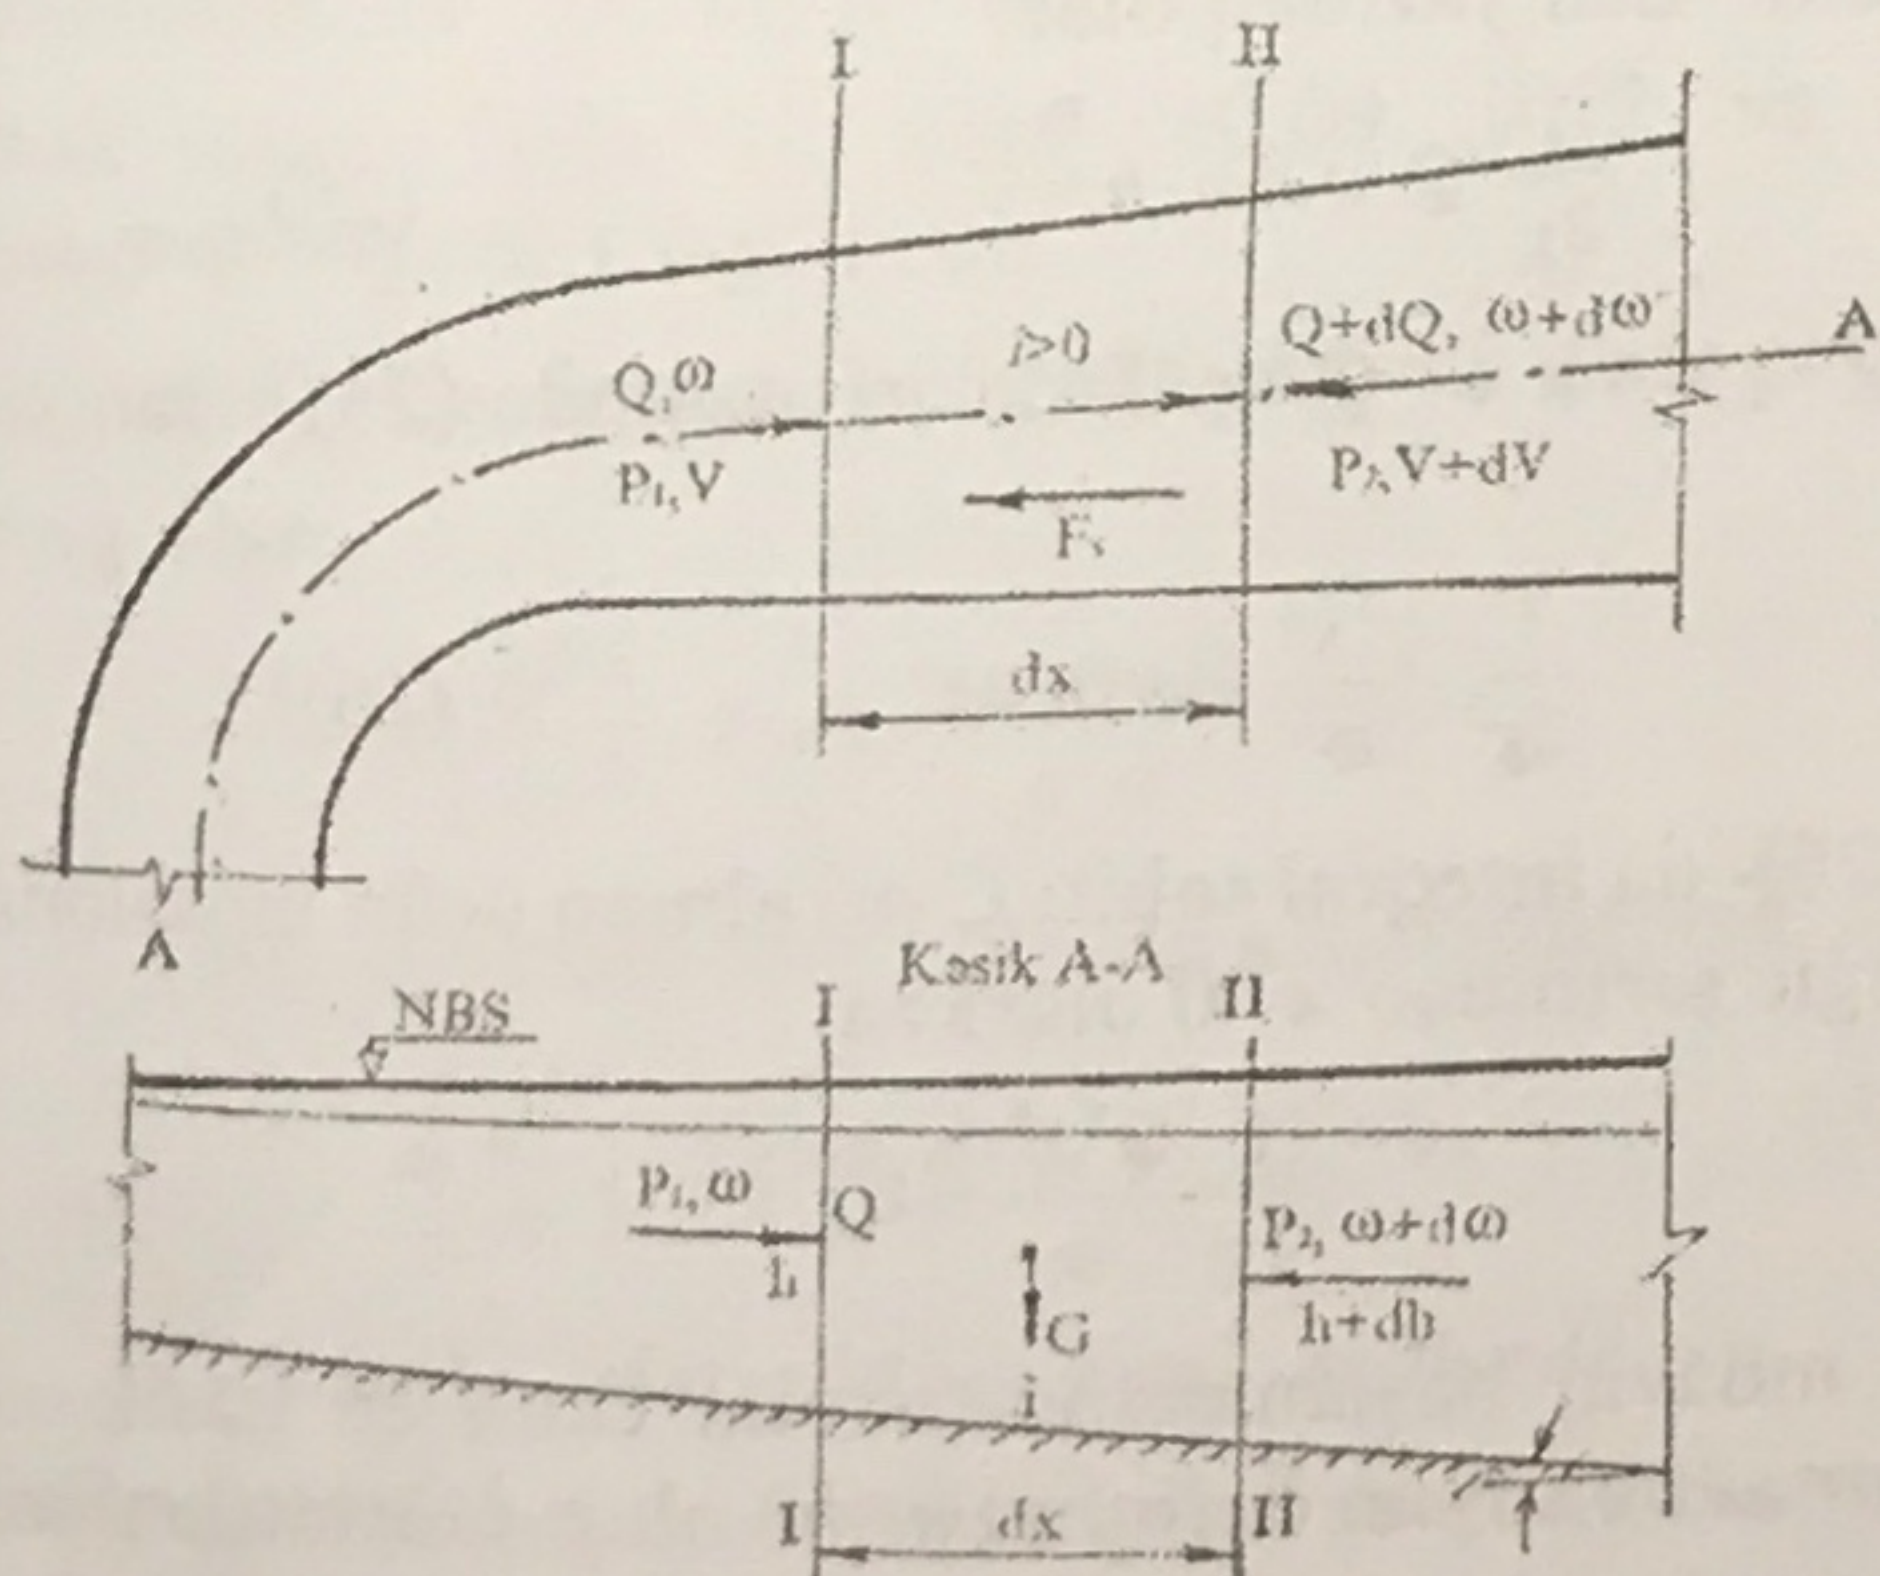 I II
Q+dQ, ω+dω
A
i>0
Q, ω
P₁, V
P₂, V+dV
dx
A
Kəsik A-A
I II
NBS
P₁, ω
Q
P₂, ω+dω
h
h+dh
G
i
I dx II